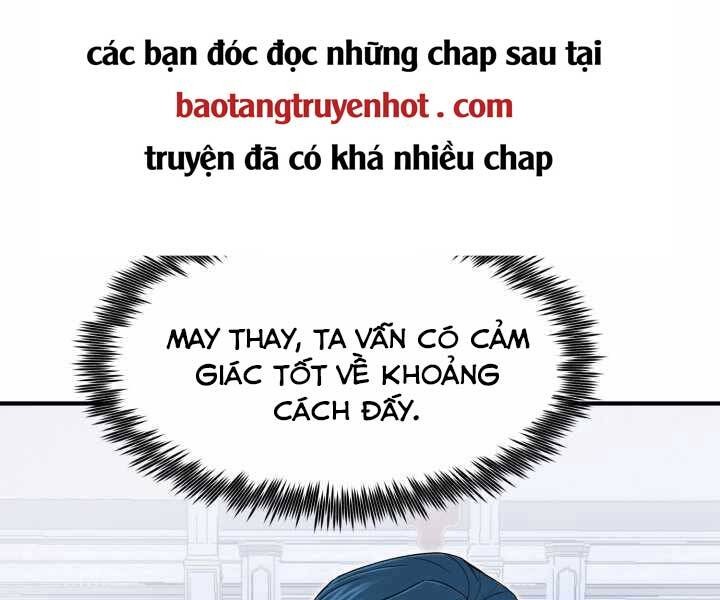 các bạn đóc đọc những chap sau tại
baotangtruyenhot . com
truyện đã có khá nhiều chap
MAY THAY, TA VẪN CÓ CẢM
GIÁC TỐT VỀ KHOẢNG
CÁCH ĐẤY.